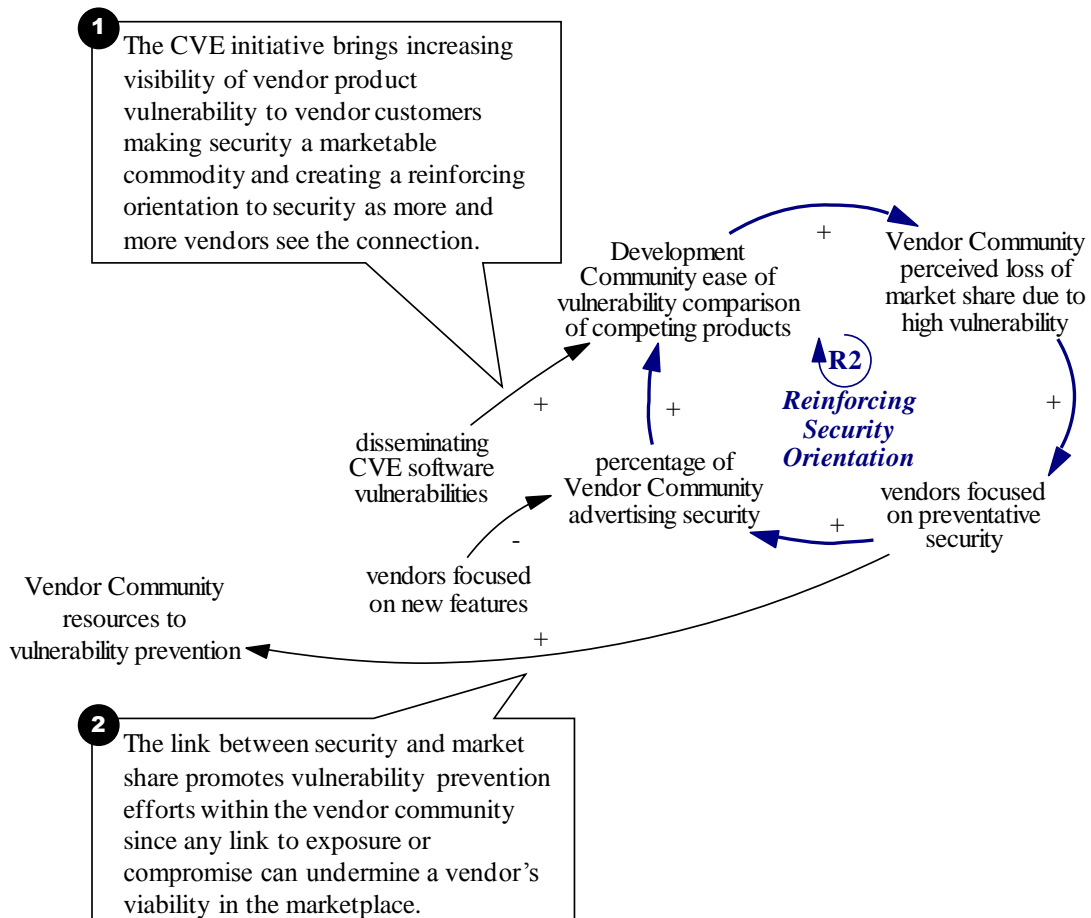 1
The CVE initiative brings increasing
visibility of vendor product
vulnerability to vendor customers
making security a marketable
commodity and creating a reinforcing
orientation to security as more and
more vendors see the connection.
Development
Community ease of
vulnerability comparison
of competing products
+
Vendor Community
perceived loss of
market share due to
high vulnerability
R2
Reinforcing
Security
Orientation
+
+
+
disseminating
CVE software
vulnerabilities
percentage of
Vendor Community
advertising security
vendors focused
on preventative
security
+
-
vendors focused
on new features
Vendor Community
resources to
vulnerability prevention
+
2
The link between security and market
share promotes vulnerability prevention
efforts within the vendor community
since any link to exposure or
compromise can undermine a vendor’s
viability in the marketplace.